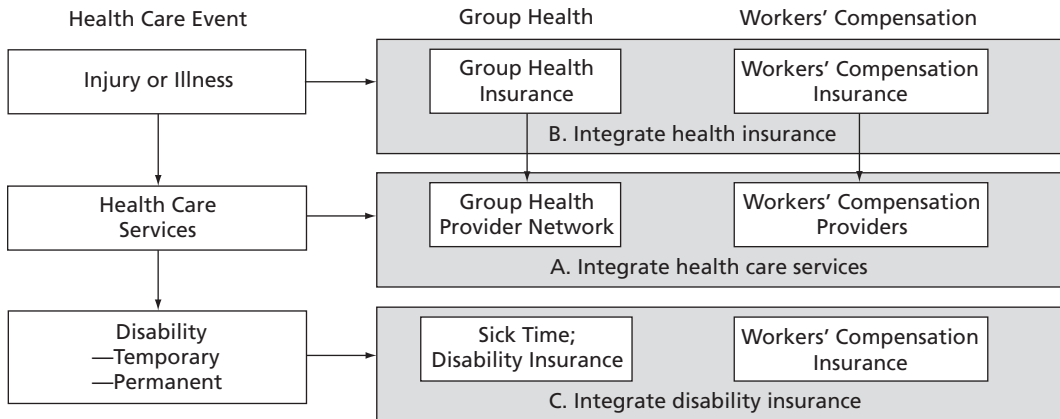 Health Care Event
Group Health
Workers’ Compensation
Injury or Illness
Group Health
Insurance
Workers’ Compensation
Insurance
B. Integrate health insurance
Health Care
Services
Group Health
Provider Network
Workers’ Compensation
Providers
A. Integrate health care services
Disability
—Temporary
—Permanent
Sick Time;
Disability Insurance
Workers’ Compensation
Insurance
C. Integrate disability insurance